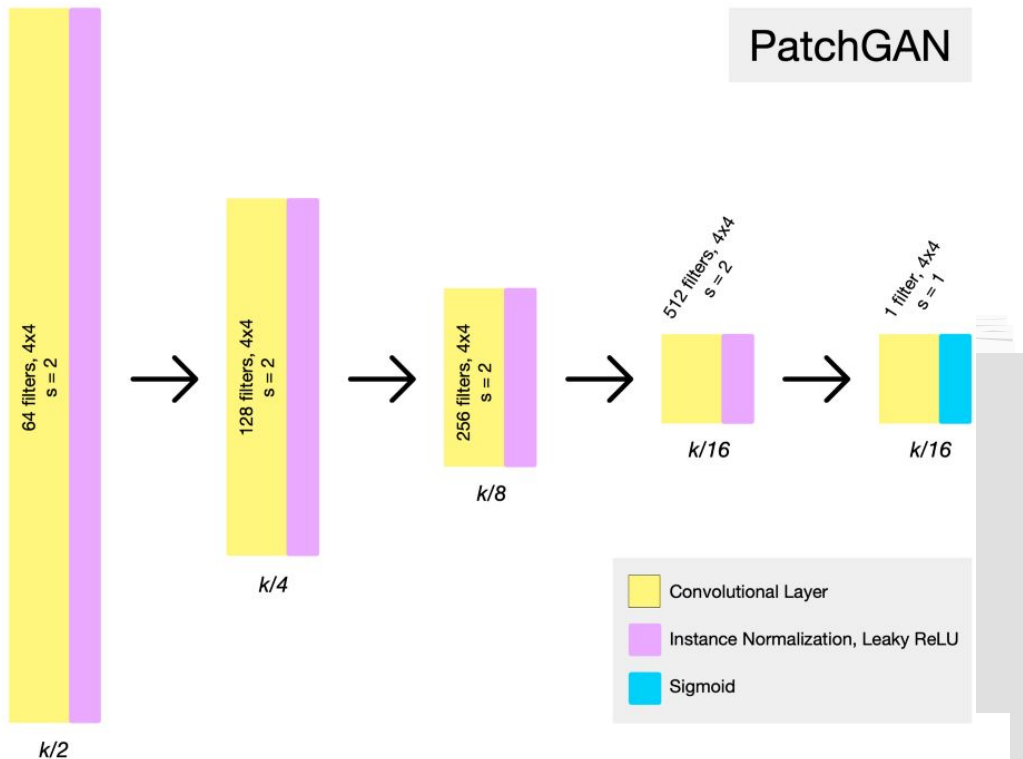 PatchGAN
64 filters, 4x4
s = 2
k/2
128 filters, 4x4
s = 2
k/4
256 filters, 4x4
s = 2
k/8
512 filters, 4x4
s = 2
k/16
1 filter, 4x4
s = 1
k/16
Convolutional Layer
Instance Normalization, Leaky ReLU
Sigmoid